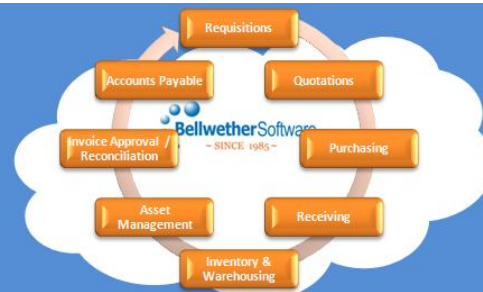 Requisitions
Accounts Payable
Quotations
BellwetherSoftware
~ SINCE 1985 ~
Invoice Approval /
Reconciliation
Purchasing
Asset
Management
Receiving
Inventory &
Warehousing